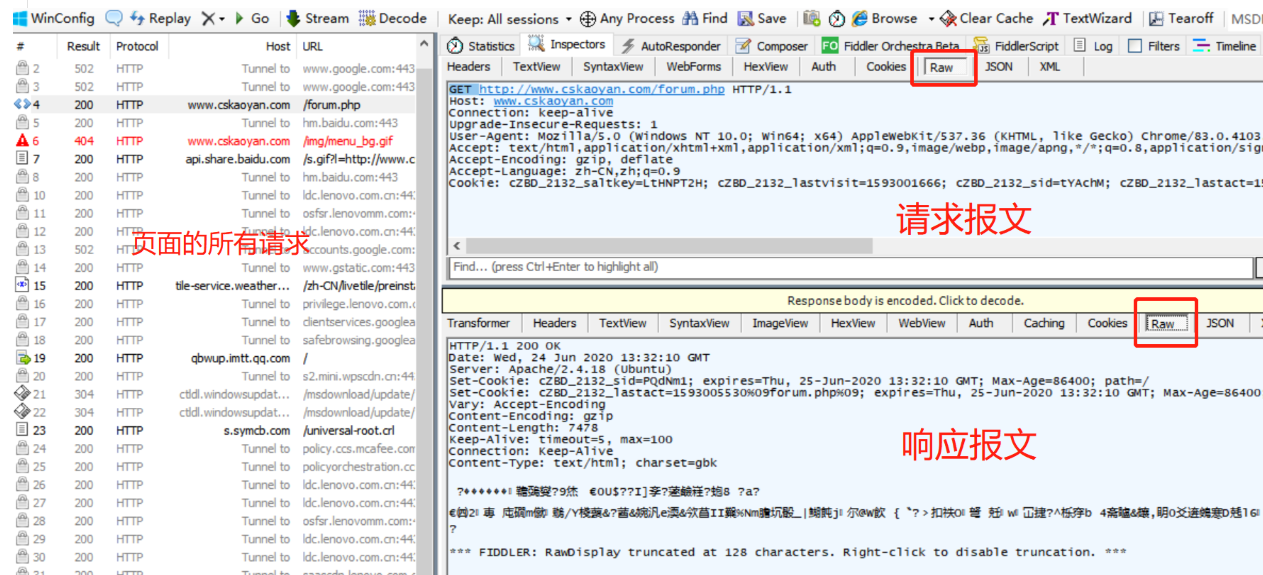 WinConfig Replay X Go Stream Decode Keep: All sessions Any Process Find Save Browse Clear Cache TextWizard Tearoff MSD
# Result Protocol Host URL
2 502 HTTP Tunnel to www.google.com:443
3 502 HTTP Tunnel to www.google.com:443
4 200 HTTP www.cskaoyan.com /forum.php
5 200 HTTP Tunnel to hm.baidu.com:443
6 404 HTTP www.cskaoyan.com /img/menu_bg.gif
7 200 HTTP api.share.baidu.com /s.gif?l=http://www.c
8 200 HTTP Tunnel to hm.baidu.com:443
10 200 HTTP Tunnel to ldc.lenovo.com.cn:44
11 200 HTTP Tunnel to osfsr.lenovomm.com:
12 200 HTTP Tunnel to ldc.lenovo.com.cn:44
页面的所有请求
13 502 HTTP Tunnel to accounts.google.com:
14 200 HTTP Tunnel to www.gstatic.com:443
15 200 HTTP tile-service.weather... /zh-CN/livetile/preinst
16 200 HTTP Tunnel to privilege.lenovo.com.
17 200 HTTP Tunnel to clientservices.googlea
18 200 HTTP Tunnel to safebrowsing.googlea
19 200 HTTP qbwup.imtt.qq.com /
20 200 HTTP Tunnel to s2.mini.wpscdn.cn:44
21 304 HTTP ctldl.windowsupdat... /msdownload/update/
22 304 HTTP ctldl.windowsupdat... /msdownload/update/
23 200 HTTP s.symcb.com /universal-root.crl
24 200 HTTP Tunnel to policy.ccs.mcafee.com
25 200 HTTP Tunnel to policyorchestration.cc
26 200 HTTP Tunnel to ldc.lenovo.com.cn:44
27 200 HTTP Tunnel to ldc.lenovo.com.cn:44
28 200 HTTP Tunnel to osfsr.lenovomm.com:
29 200 HTTP Tunnel to ldc.lenovo.com.cn:44
30 200 HTTP Tunnel to ldc.lenovo.com.cn:44
Statistics Inspectors AutoResponder Composer FO Fiddler Orchestra Beta FiddlerScript Log Filters Timeline
Headers TextView SyntaxView WebForms HexView Auth Cookies Raw JSON XML
GET http://www.cskaoyan.com/forum.php HTTP/1.1
Host: www.cskaoyan.com
Connection: keep-alive
Upgrade-Insecure-Requests: 1
User-Agent: Mozilla/5.0 (Windows NT 10.0; Win64; x64) AppleWebKit/537.36 (KHTML, like Gecko) Chrome/83.0.4103
Accept: text/html,application/xhtml+xml,application/xml;q=0.9,image/webp,image/apng,*/*;q=0.8,application/sig
Accept-Encoding: gzip, deflate
Accept-Language: zh-CN,zh;q=0.9
Cookie: cZBD_2132_saltkey=LtHNPT2H; cZBD_2132_lastvisit=1593001666; cZBD_2132_sid=tYAchM; cZBD_2132_lastact=15
请求报文
Find... (press Ctrl+Enter to highlight all)
Response body is encoded. Click to decode.
Transformer Headers TextView SyntaxView ImageView HexView WebView Auth Caching Cookies Raw JSON
HTTP/1.1 200 OK
Date: Wed, 24 Jun 2020 13:32:10 GMT
Server: Apache/2.4.18 (Ubuntu)
Set-Cookie: cZBD_2132_sid=PQdNm1; expires=Thu, 25-Jun-2020 13:32:10 GMT; Max-Age=86400; path=/
Set-Cookie: cZBD_2132_lastact=1593005530%09forum.php%09; expires=Thu, 25-Jun-2020 13:32:10 GMT; Max-Age=86400
Vary: Accept-Encoding
Content-Encoding: gzip
Content-Length: 7478
Keep-Alive: timeout=5, max=100
Connection: Keep-Alive
Content-Type: text/html; charset=gbk
响应报文
*** FIDDLER: RawDisplay truncated at 128 characters. Right-click to disable truncation. ***